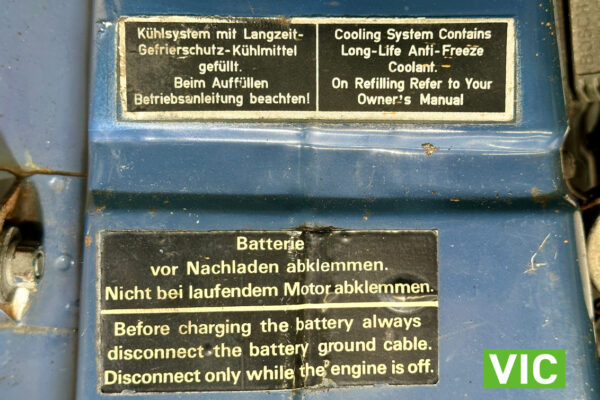 Kühlsystem mit Langzeit-
Gefrierschutz-Kühlmittel
gefüllt.
Beim Auffüllen
Betriebsanleitung beachten!
Cooling System Contains
Long-Life Anti-Freeze
Coolant.
On Refilling Refer to Your
Owner's Manual
Batterie
vor Nachladen abklemmen.
Nicht bei laufendem Motor abklemmen.
Before charging the battery always
disconnect the battery ground cable.
Disconnect only while the engine is off.
VIC